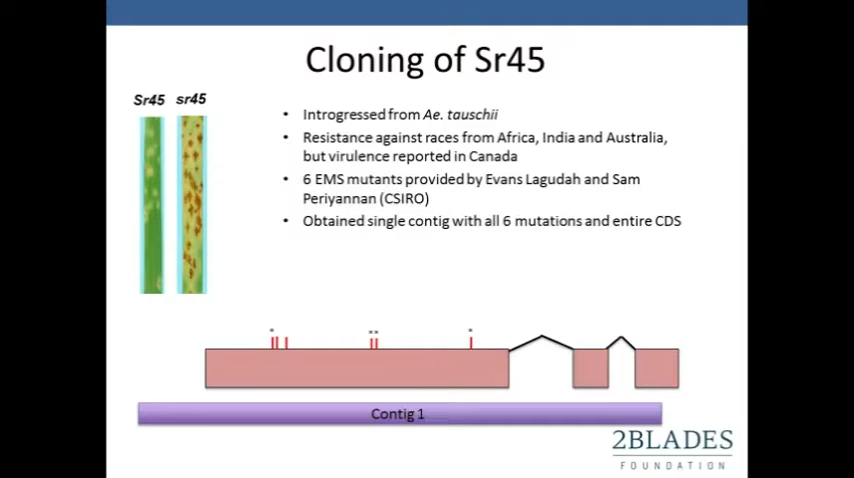 Cloning of Sr45
Sr45 sr45
• Introgressed from Ae. tauschii
• Resistance against races from Africa, India and Australia,
but virulence reported in Canada
• 6 EMS mutants provided by Evans Lagudah and Sam
Periyannan (CSIRO)
• Obtained single contig with all 6 mutations and entire CDS
* ** *
Contig 1
2BLADES
FOUNDATION